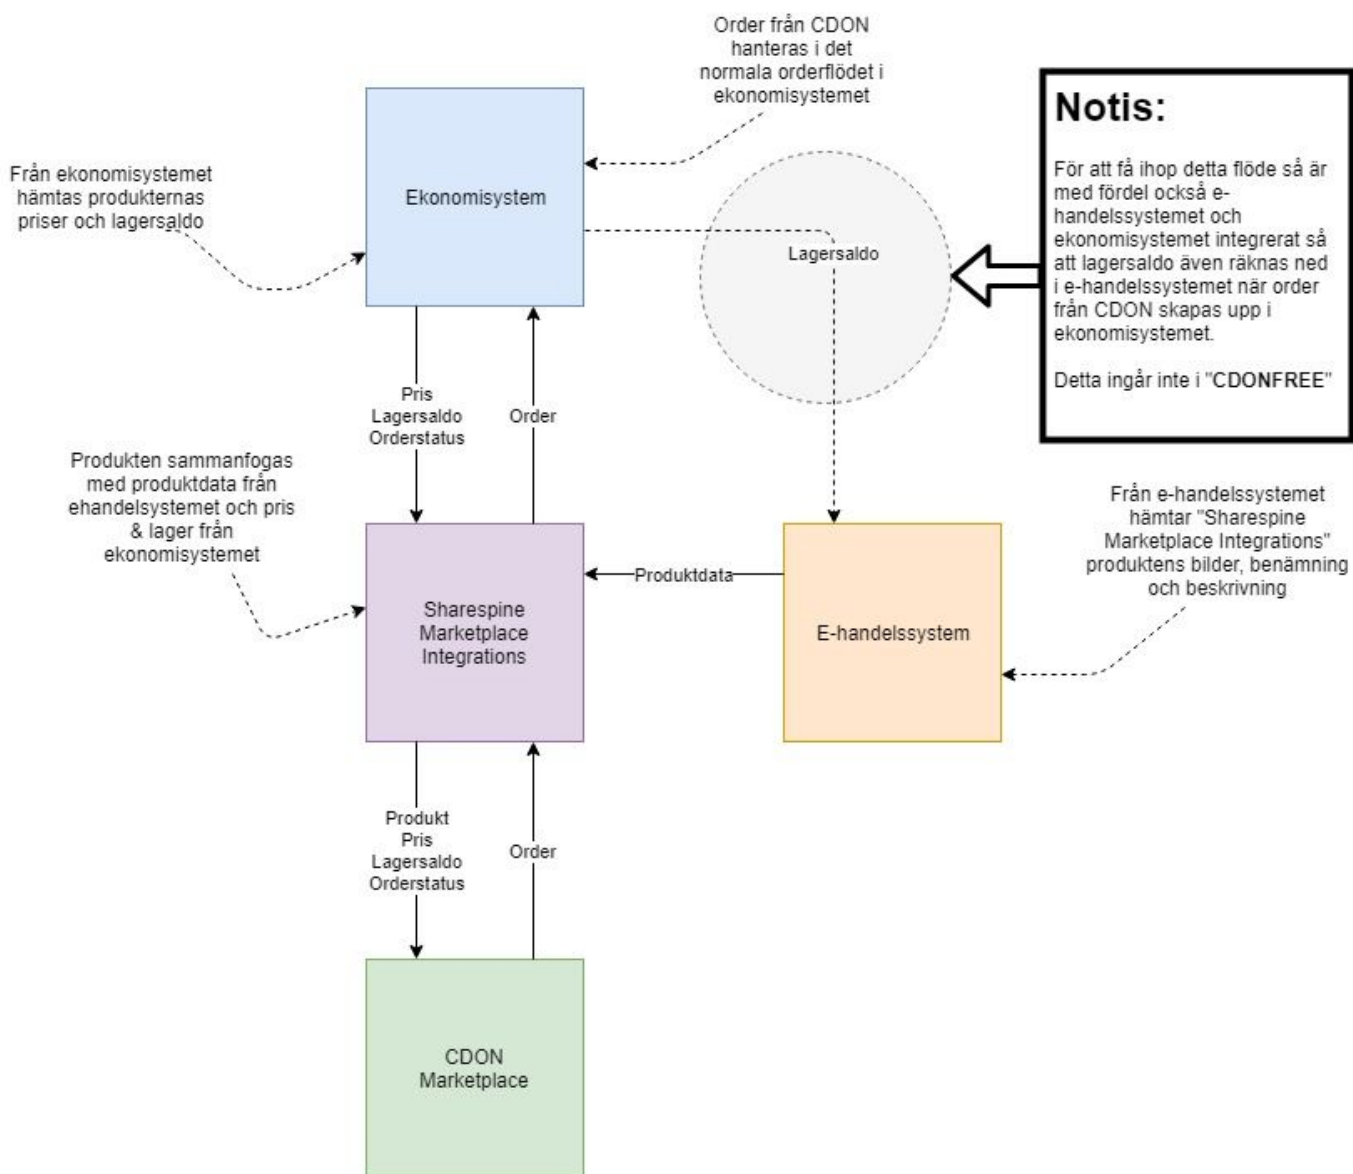 Order från CDON
hanteras i det
normala orderflödet i
ekonomisystemet
Notis:
För att få ihop detta flöde så är
med fördel också e-
handelssystemet och
ekonomisystemet integrerat så
att lagersaldo även räknas ned
i e-handelssystemet när order
från CDON skapas upp i
ekonomisystemet.
Detta ingår inte i "CDONFREE"
Från ekonomisystemet
hämtas produkternas
priser och lagersaldo
Ekonomisystem
Lagersaldo
Pris
Lagersaldo
Orderstatus
Order
Produkten sammanfogas
med produktdata från
ehandelsystemet och pris
& lager från
ekonomisystemet
Från e-handelssystemet
hämtar "Sharespine
Marketplace Integrations"
produktens bilder, benämning
och beskrivning
Sharespine
Marketplace
Integrations
Produktdata
E-handelssystem
Produkt
Pris
Lagersaldo
Orderstatus
Order
CDON
Marketplace